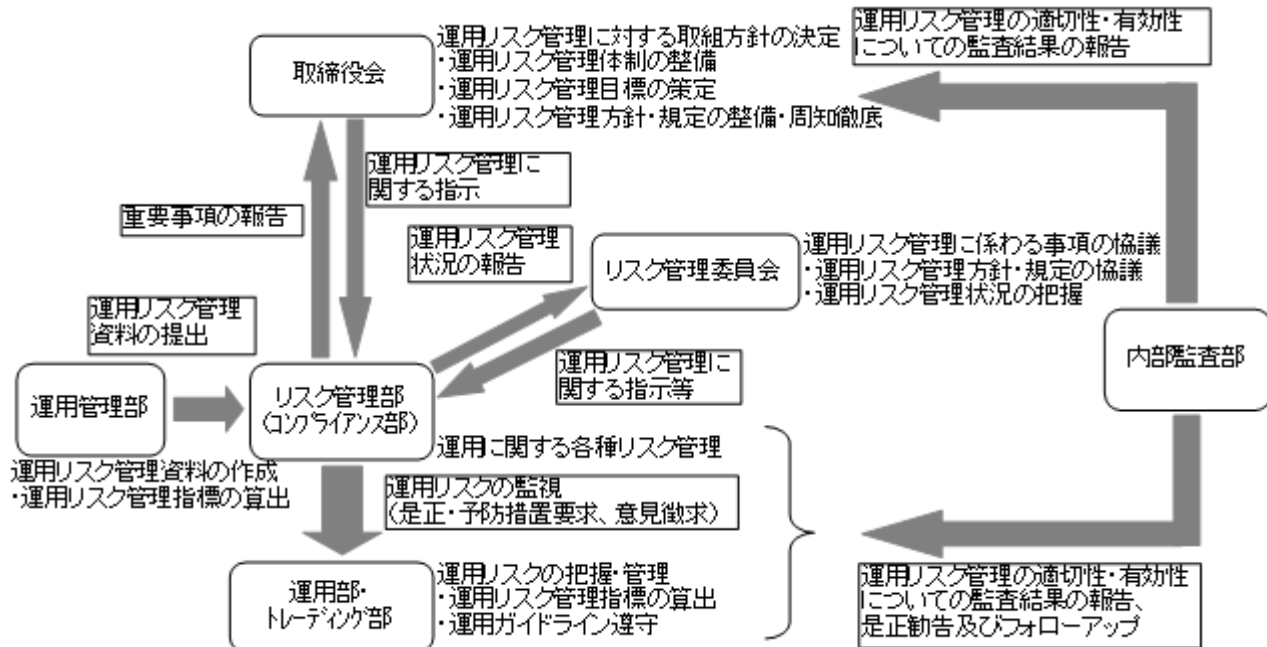 取締役会
運用リスク管理に対する取組方針の決定
・運用リスク管理体制の整備
・運用リスク管理目標の策定
・運用リスク管理方針・規定の整備・周知徹底
運用リスク管理の適切性・有効性
についての監査結果の報告
運用リスク管理に
関する指示
重要事項の報告
運用リスク管理
状況の報告
リスク管理委員会
運用リスク管理に係わる事項の協議
・運用リスク管理方針・規定の協議
・運用リスク管理状況の把握
運用リスク管理
資料の提出
内部監査部
運用リスク管理に
関する指示等
運用管理部
リスク管理部
(コンプライアンス部)
運用に関する各種リスク管理
運用リスク管理資料の作成
・運用リスク管理指標の算出
運用リスクの監視
(是正・予防措置要求、意見徴求)
運用部・
トレーディング部
運用リスクの把握・管理
・運用リスク管理指標の算出
・運用ガイドライン遵守
運用リスク管理の適切性・有効性
についての監査結果の報告、
是正勧告及びフォローアップ